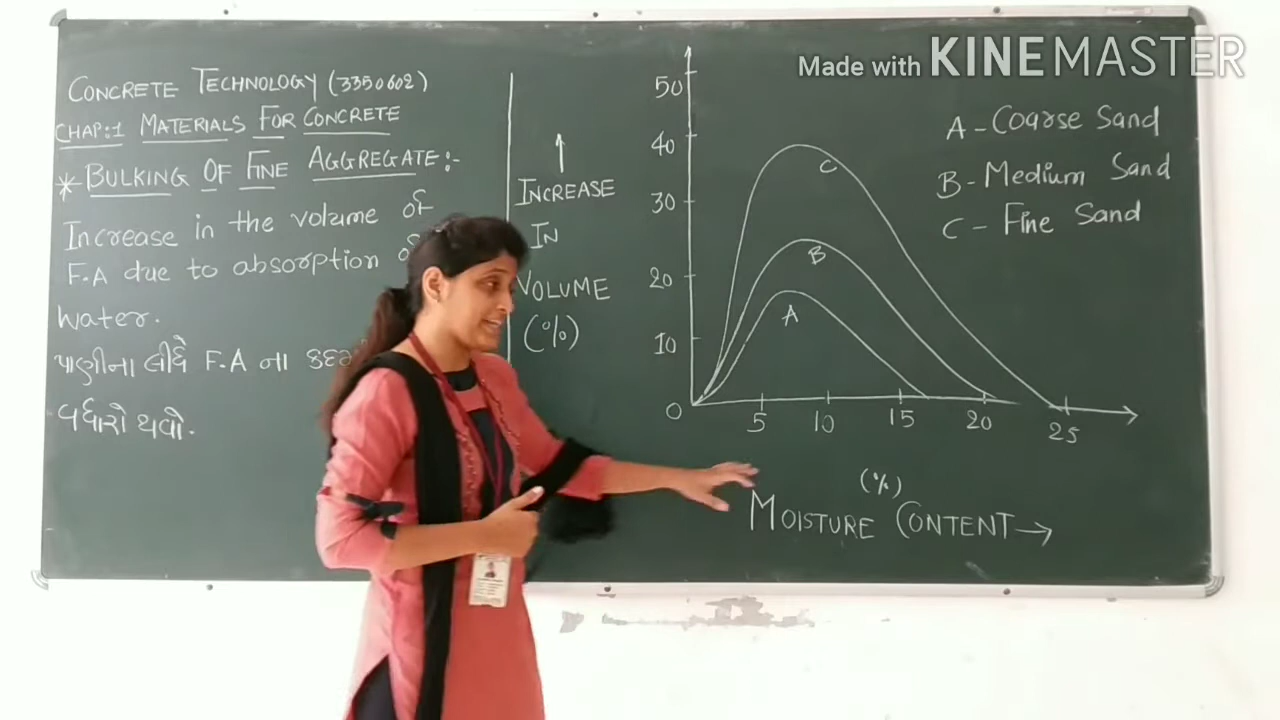 Made with KINEMASTER
CONCRETE TECHNOLOGY (3350602)
CHAP:1 MATERIALS FOR CONCRETE
* BULKING OF FINE AGGREGATE:-
Increase in the volume of
F.A due to absorption
water.
પાણીના લીધે F.A ના
વધારો થવો.
↑
INCREASE
IN
VOLUME
(%)
50
40
30
20
10
0
5 10 15 20 25
C
B
A
A - Coarse Sand
B - Medium Sand
C - Fine Sand
(%)
MOISTURE CONTENT →